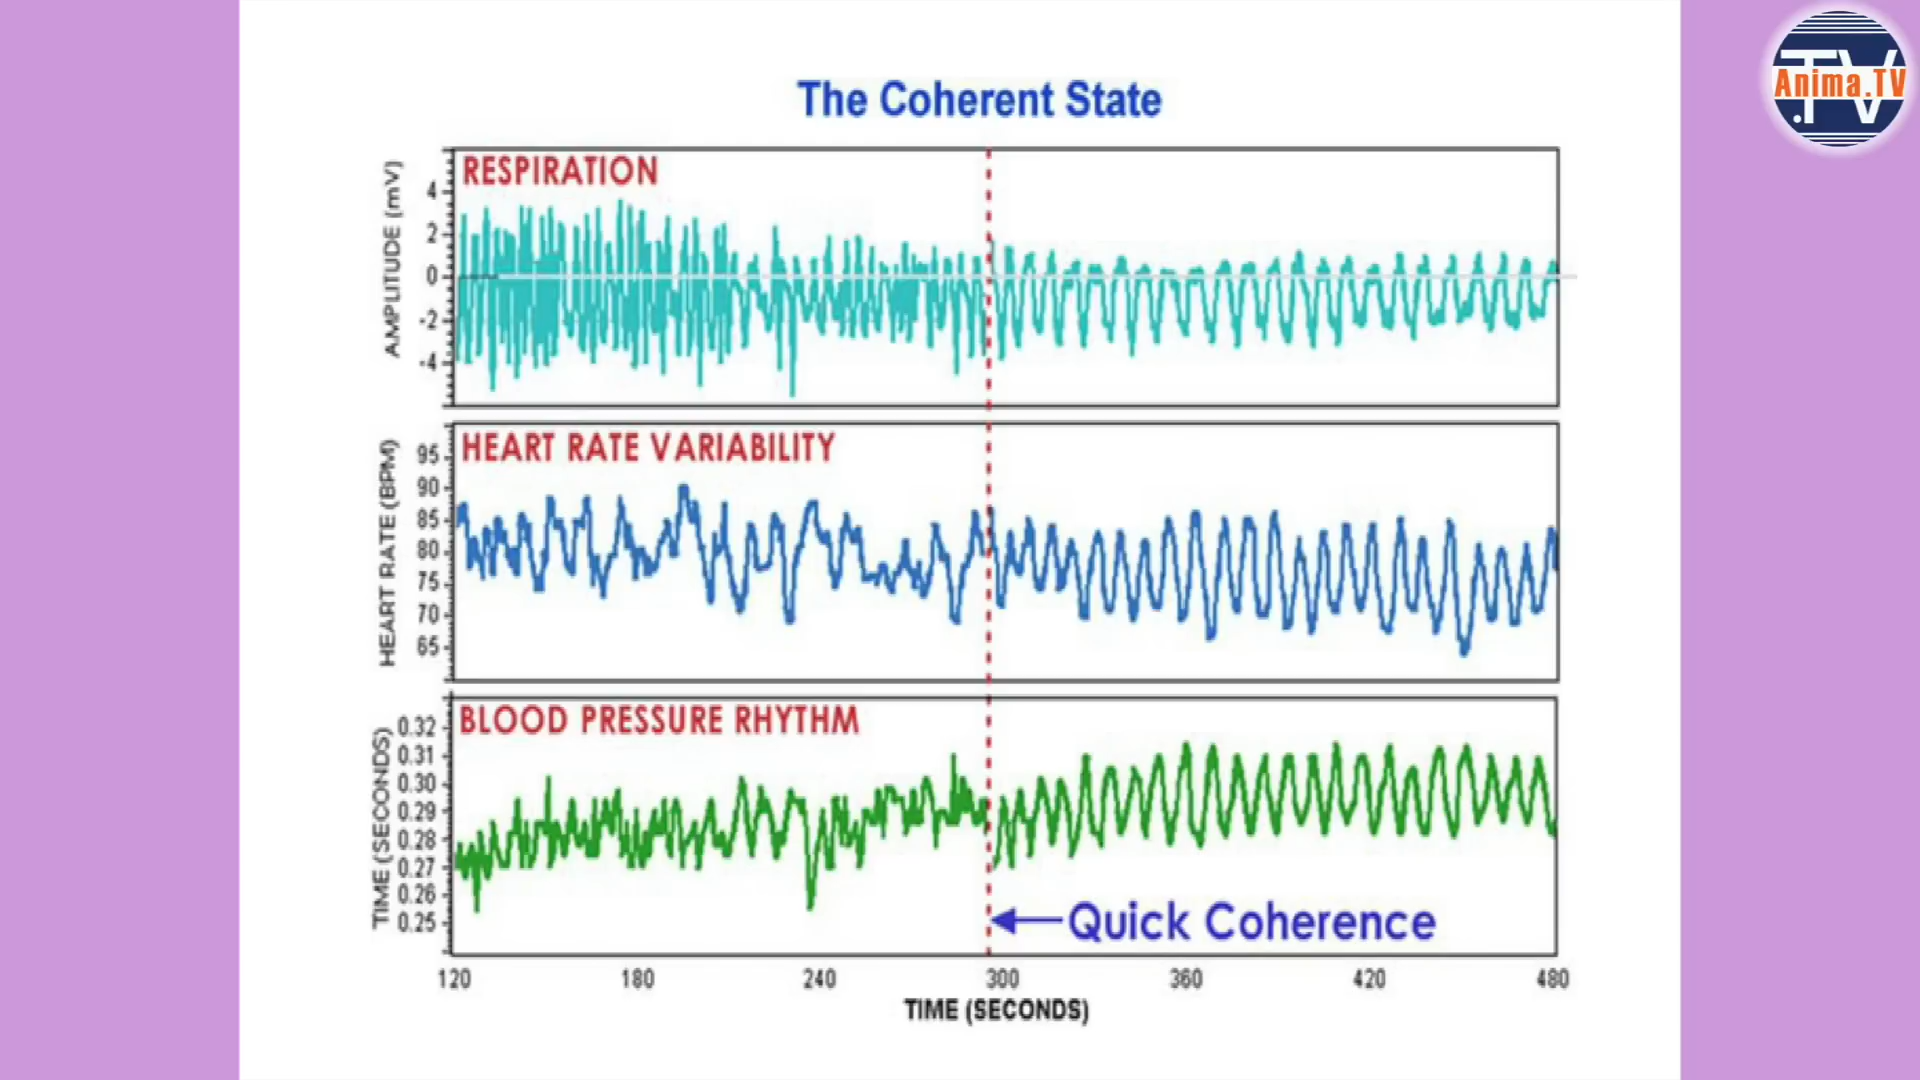 The Coherent State
RESPIRATION
AMPLITUDE (mV)
4
2
0
-2
-4
HEART RATE VARIABILITY
HEART RATE (BPM)
95
90
85
80
75
70
65
BLOOD PRESSURE RHYTHM
TIME (SECONDS)
0.32
0.31
0.30
0.29
0.28
0.27
0.26
0.25
Quick Coherence
120 180 240 300 360 420 480
TIME (SECONDS)
.TV
Anima.TV